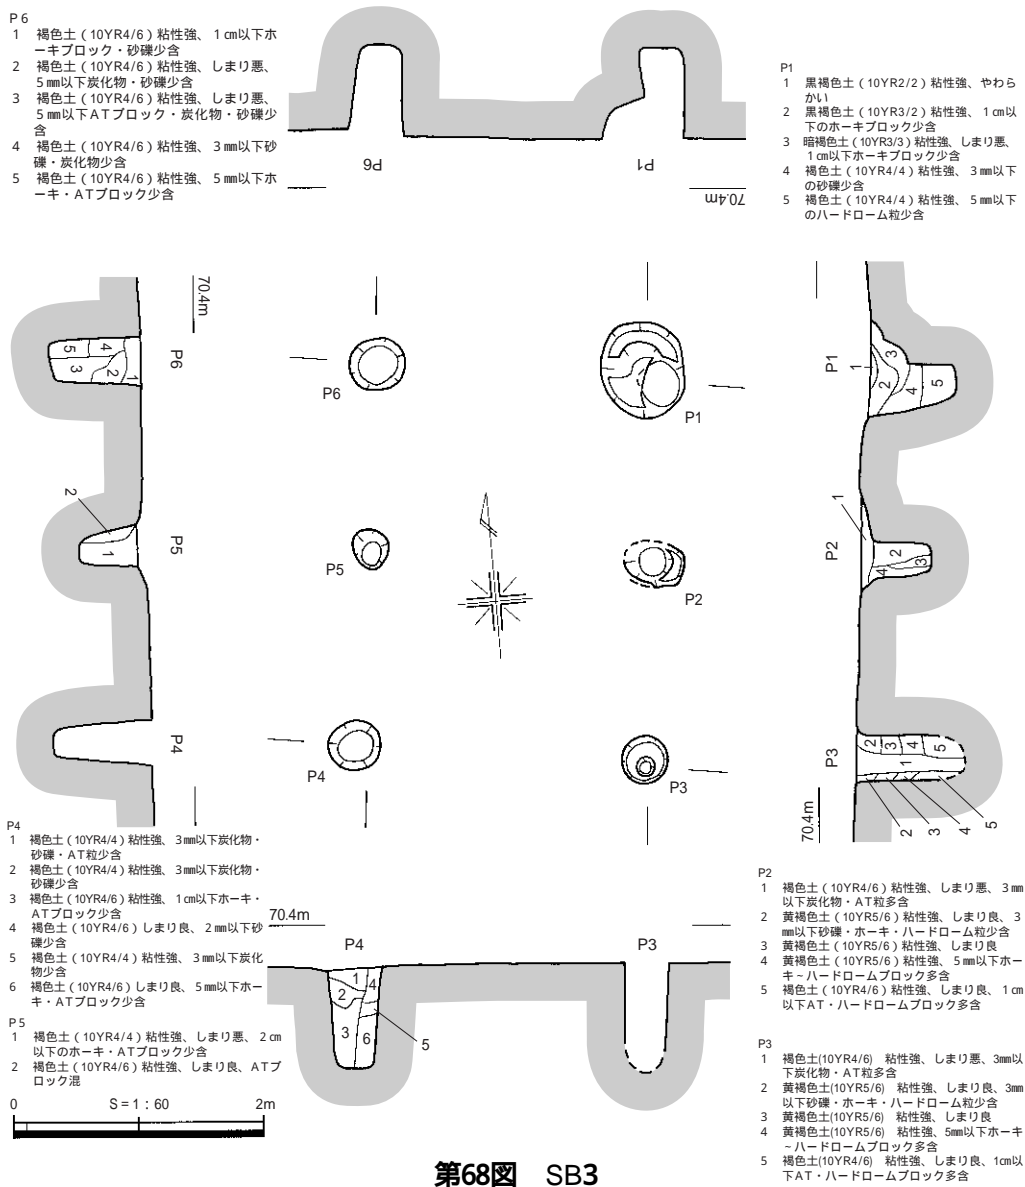 P6
1 褐色土(10YR4/6)粘性強、1㎝以下ホ
ーキブロック・砂礫少含
2 褐色土(10YR4/6)粘性強、しまり悪、
5㎜以下炭化物・砂礫少含
3 褐色土(10YR4/6)粘性強、しまり悪、
5㎜以下ATブロック・炭化物・砂礫少
含
4 褐色土(10YR4/6)粘性強、3㎜以下砂
礫・炭化物少含
5 褐色土(10YR4/6)粘性強、5㎜以下ホ
ーキ・ATブロック少含
P6
P1
70.4m
P1
1 黒褐色土(10YR2/2)粘性強、やわら
かい
2 黒褐色土(10YR3/2)粘性強、1㎝以
下のホーキブロック少含
3 暗褐色土(10YR3/3)粘性強、しまり悪、
1㎝以下ホーキブロック少含
4 褐色土(10YR4/4)粘性強、3㎜以下
の砂礫少含
5 褐色土(10YR4/4)粘性強、5㎜以下
のハードローム粒少含
70.4m
P6
5
4
3
2
1
2
P5
1
P4
P6
P1
P5
P2
P4
P3
P1
1
3
2
4
5
1
P2
2
3
4
P3
2
3
4
5
1
2
3
4
5
70.4m
P4
1 褐色土(10YR4/4)粘性強、3㎜以下炭化物・
砂礫・AT粒少含
2 褐色土(10YR4/4)粘性強、3㎜以下炭化物・
砂礫少含
3 褐色土(10YR4/6)粘性強、1㎝以下ホーキ・
ATブロック少含
4 褐色土(10YR4/6)しまり良、2㎜以下砂
礫少含
5 褐色土(10YR4/4)粘性強、3㎜以下炭化
物少含
6 褐色土(10YR4/6)しまり良、5㎜以下ホー
キ・ATブロック少含
P5
1 褐色土(10YR4/4)粘性強、しまり悪、2㎝
以下のホーキ・ATブロック少含
2 褐色土(10YR4/6)粘性強、しまり良、ATブ
ロック混
0 S=1:60 2m
70.4m
P4
P3
1
4
2
3
6
5
P2
1 褐色土(10YR4/6)粘性強、しまり悪、3㎜
以下炭化物・AT粒多含
2 黄褐色土(10YR5/6)粘性強、しまり良、3
㎜以下砂礫・ホーキ・ハードローム粒少含
3 黄褐色土(10YR5/6)粘性強、しまり良
4 黄褐色土(10YR5/6)粘性強、5㎜以下ホー
キ~ハードロームブロック多含
5 褐色土(10YR4/6)粘性強、しまり良、1㎝
以下AT・ハードロームブロック多含
P3
1 褐色土(10YR4/6) 粘性強、しまり悪、3㎜以
下炭化物・AT粒多含
2 黄褐色土(10YR5/6) 粘性強、しまり良、3㎜
以下砂礫・ホーキ・ハードローム粒少含
3 黄褐色土(10YR5/6) 粘性強、しまり良
4 黄褐色土(10YR5/6) 粘性強、5㎜以下ホーキ
~ハードロームブロック多含
5 褐色土(10YR4/6) 粘性強、しまり良、1㎝以
下AT・ハードロームブロック多含
第68図 SB3